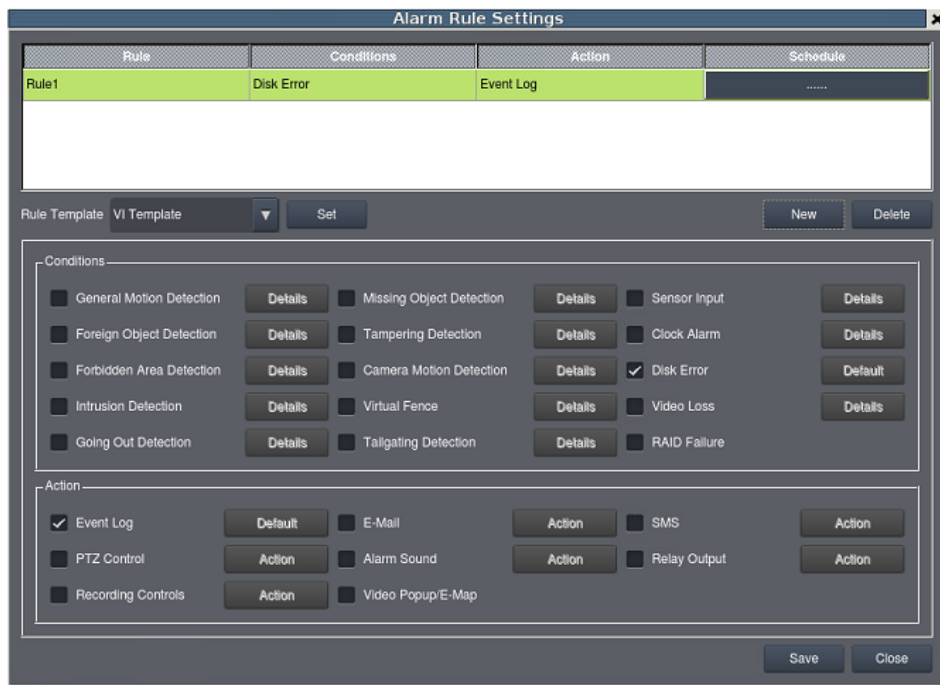 Alarm Rule Settings
Rule Conditions Action Schedule
Rule1 Disk Error Event Log ......
Rule Template VI Template Set New Delete
Conditions
General Motion Detection Details Missing Object Detection Details Sensor Input Details
Foreign Object Detection Details Tampering Detection Details Clock Alarm Details
Forbidden Area Detection Details Camera Motion Detection Details Disk Error Default
Intrusion Detection Details Virtual Fence Details Video Loss Details
Going Out Detection Details Tailgating Detection Details RAID Failure
Action
Event Log Default E-Mail Action SMS Action
PTZ Control Action Alarm Sound Action Relay Output Action
Recording Controls Action Video Popup/E-Map
Save Close